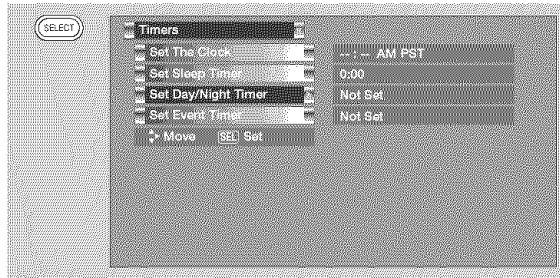 SELECT
Timers
Set The Clock    --:-- AM PST
Set Sleep Timer    0:00
Set Day/Night Timer    Not Set
Set Event Timer    Not Set
Move SEL Set